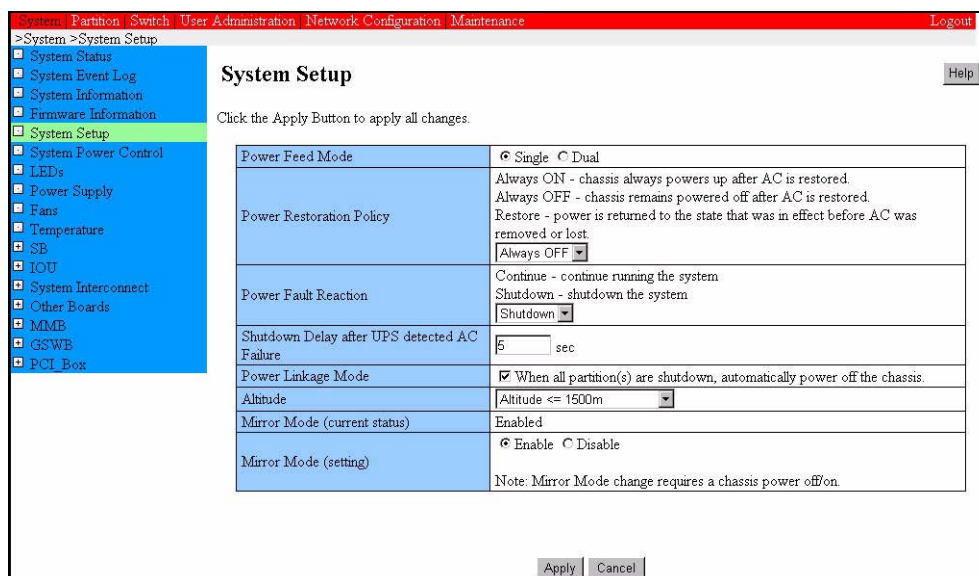 System | Partition | Switch | User Administration | Network Configuration | Maintenance Logout
>System >System Setup
System Status
System Event Log
System Information
Firmware Information
System Setup
System Power Control
LEDs
Power Supply
Fans
Temperature
SB
IOU
System Interconnect
Other Boards
MMB
GSWB
PCI_Box
System Setup
Help
Click the Apply Button to apply all changes.
Power Feed Mode
Single Dual
Power Restoration Policy
Always ON - chassis always powers up after AC is restored.
Always OFF - chassis remains powered off after AC is restored.
Restore - power is returned to the state that was in effect before AC was
removed or lost.
Always OFF
Power Fault Reaction
Continue - continue running the system
Shutdown - shutdown the system
Shutdown
Shutdown Delay after UPS detected AC
Failure
5 sec
Power Linkage Mode
When all partition(s) are shutdown, automatically power off the chassis.
Altitude
Altitude <= 1500m
Mirror Mode (current status)
Enabled
Mirror Mode (setting)
Enable Disable
Note: Mirror Mode change requires a chassis power off/on.
Apply Cancel